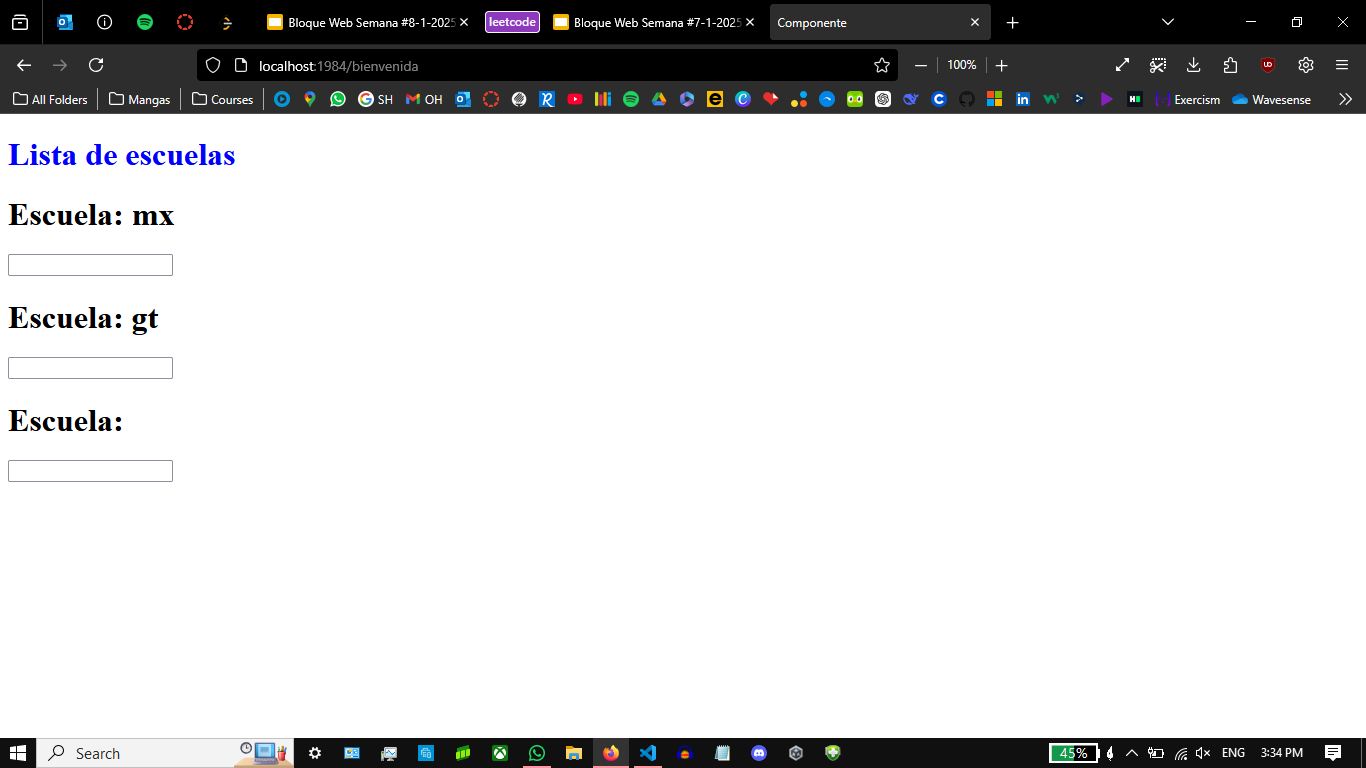 Bloque Web Semana #8-1-2025
leetcode
Bloque Web Semana #7-1-2025
Componente
localhost:1984/bienvenida
100%
All Folders
Mangas
Courses
SH
OH
Exercism
Wavesense
Lista de escuelas
Escuela: mx
Escuela: gt
Escuela:
Search
45%
ENG
3:34 PM